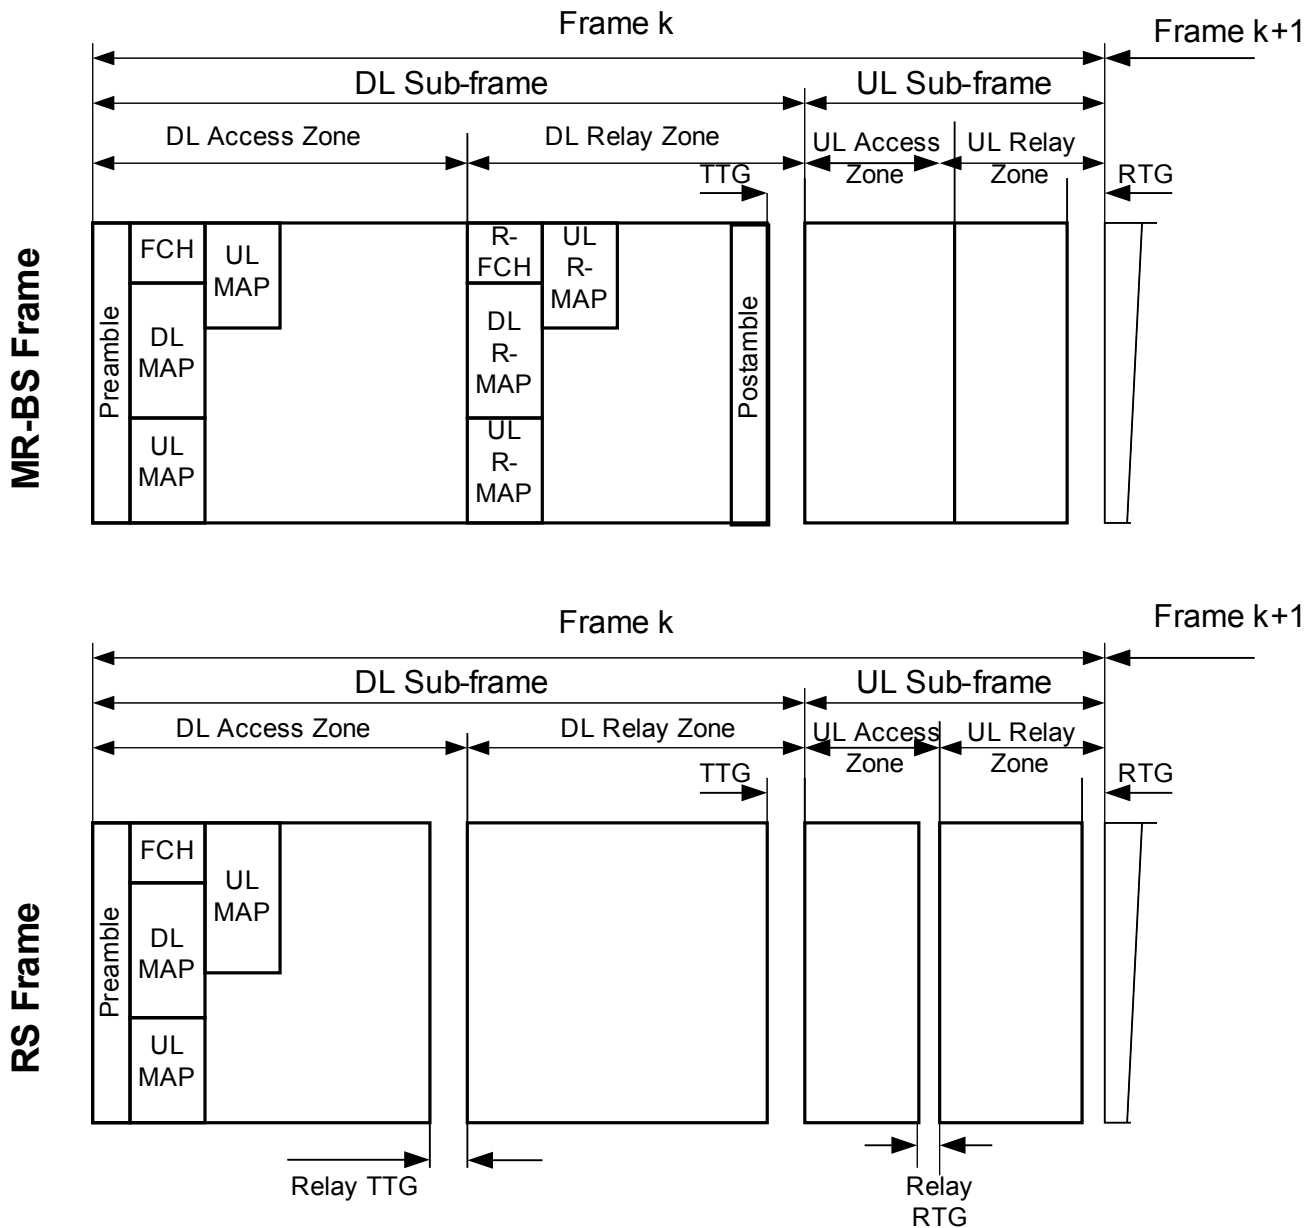 Frame k
Frame k+1
DL Sub-frame
UL Sub-frame
DL Access Zone
DL Relay Zone
UL Access
Zone
UL Relay
Zone
TTG
RTG
MR-BS Frame
Preamble
FCH
DL
MAP
UL
MAP
UL
MAP
R-
FCH
DL
R-
MAP
UL
R-
MAP
UL
R-
MAP
Postamble
Frame k
Frame k+1
DL Sub-frame
UL Sub-frame
DL Access Zone
DL Relay Zone
UL Access
Zone
UL Relay
Zone
TTG
RTG
RS Frame
Preamble
FCH
DL
MAP
UL
MAP
UL
MAP
Relay TTG
Relay
RTG